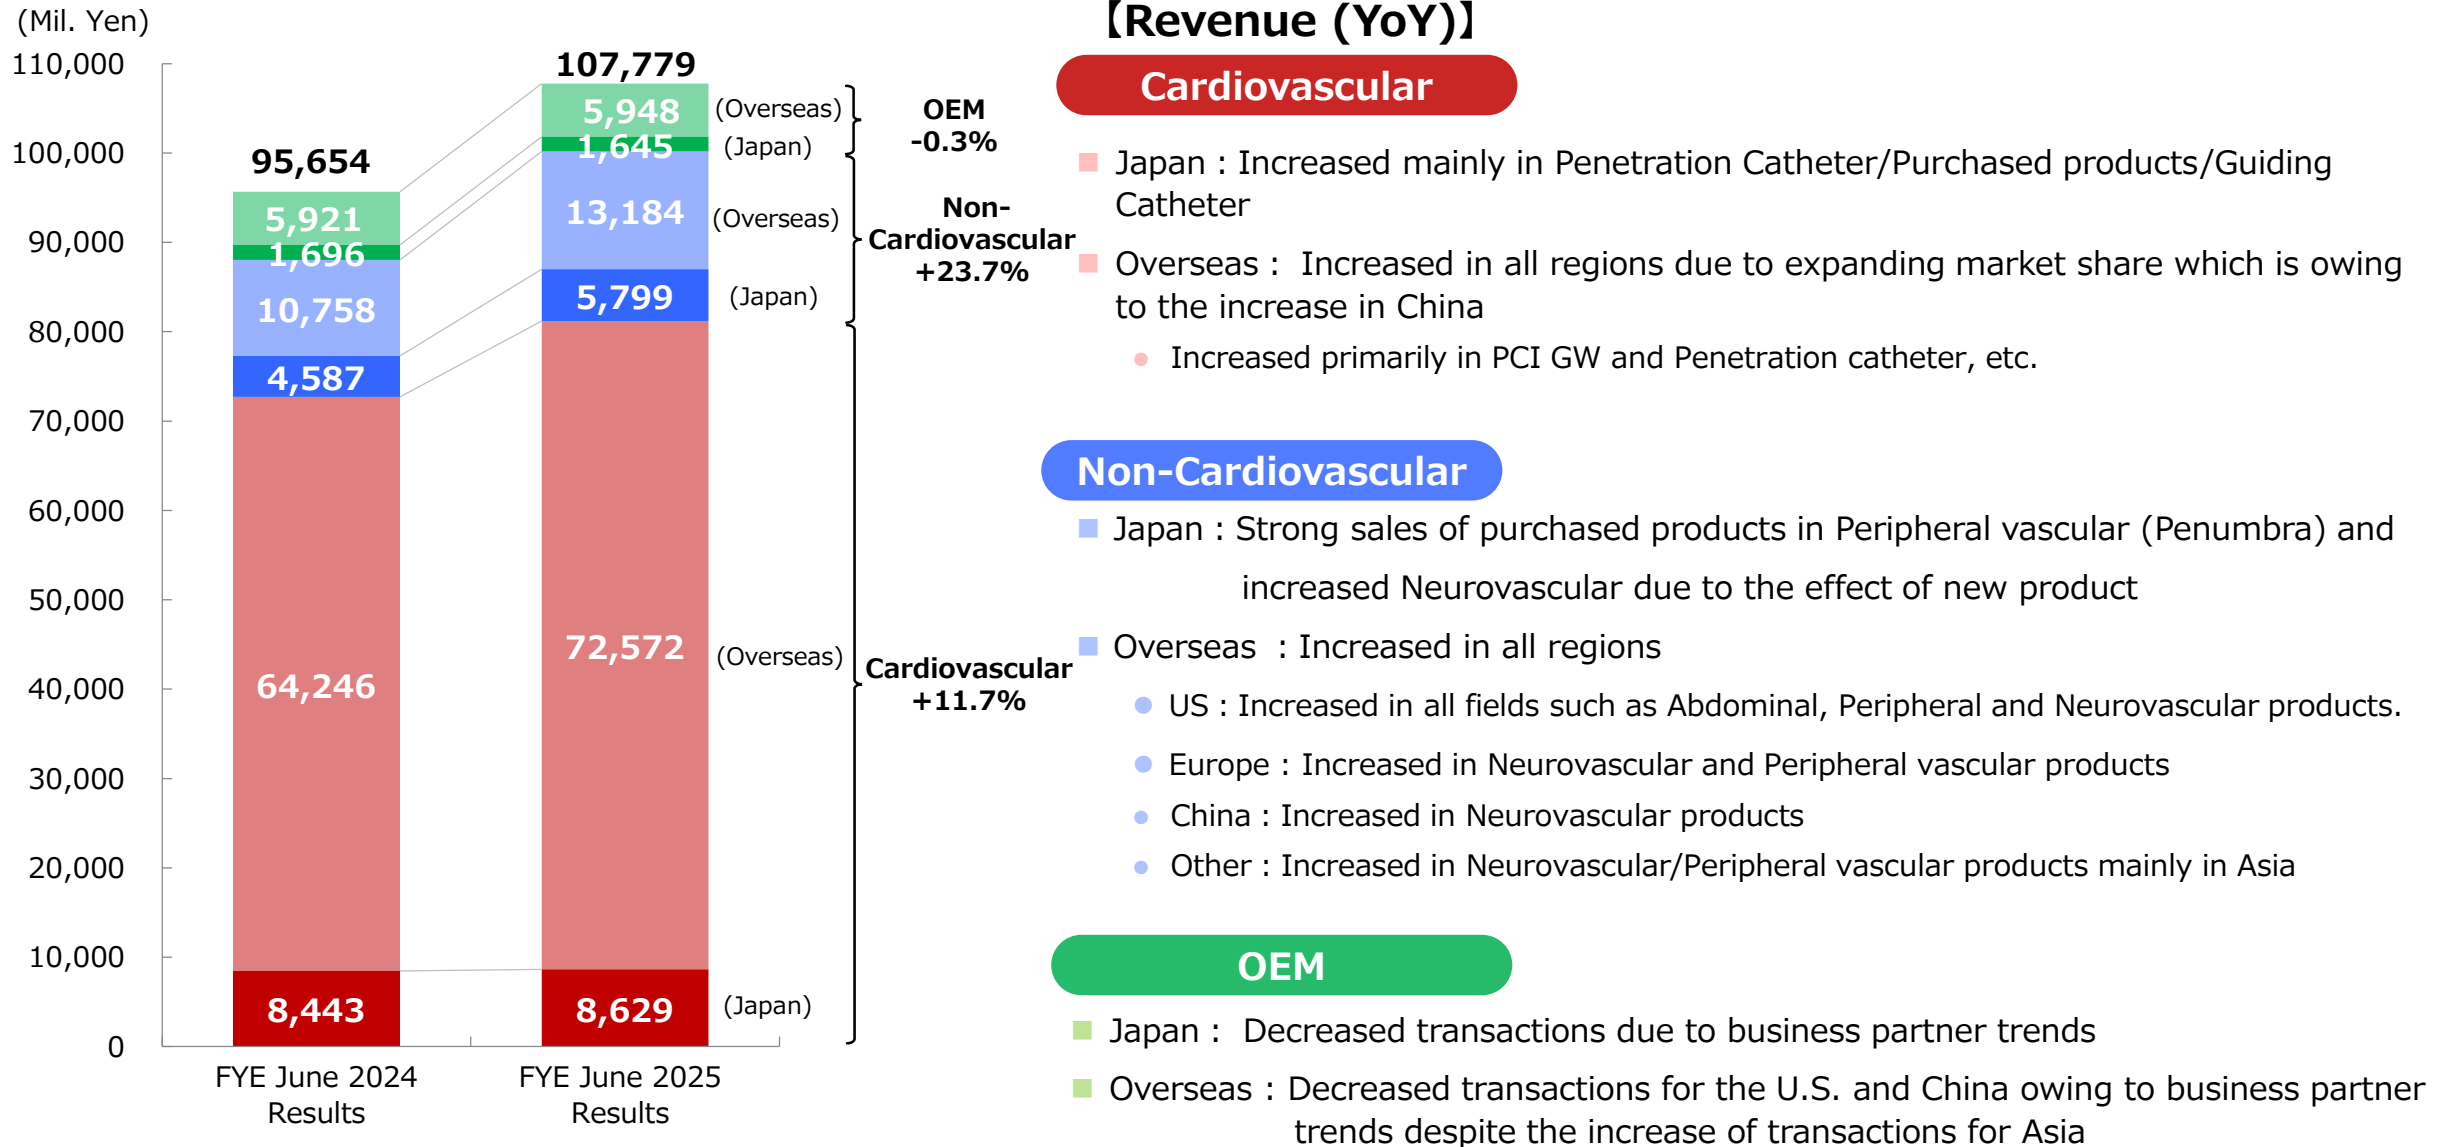 (Mil. Yen)
110,000
100,000
90,000
80,000
70,000
60,000
50,000
40,000
30,000
20,000
10,000
0
95,654
5,921
1,696
10,758
4,587
64,246
8,443
FYE June 2024
Results
107,779
5,948
1,645
13,184
5,799
72,572
8,629
FYE June 2025
Results
(Overseas)
(Japan)
(Overseas)
(Japan)
(Overseas)
(Japan)
OEM
-0.3%
Non-
Cardiovascular
+23.7%
Cardiovascular
+11.7%
【Revenue (YoY)】
Cardiovascular
Japan : Increased mainly in Penetration Catheter/Purchased products/Guiding
Catheter
Overseas : Increased in all regions due to expanding market share which is owing
to the increase in China
Increased primarily in PCI GW and Penetration catheter, etc.
Non-Cardiovascular
Japan : Strong sales of purchased products in Peripheral vascular (Penumbra) and
increased Neurovascular due to the effect of new product
Overseas : Increased in all regions
US : Increased in all fields such as Abdominal, Peripheral and Neurovascular products.
Europe : Increased in Neurovascular and Peripheral vascular products
China : Increased in Neurovascular products
Other : Increased in Neurovascular/Peripheral vascular products mainly in Asia
OEM
Japan : Decreased transactions due to business partner trends
Overseas : Decreased transactions for the U.S. and China owing to business partner
trends despite the increase of transactions for Asia